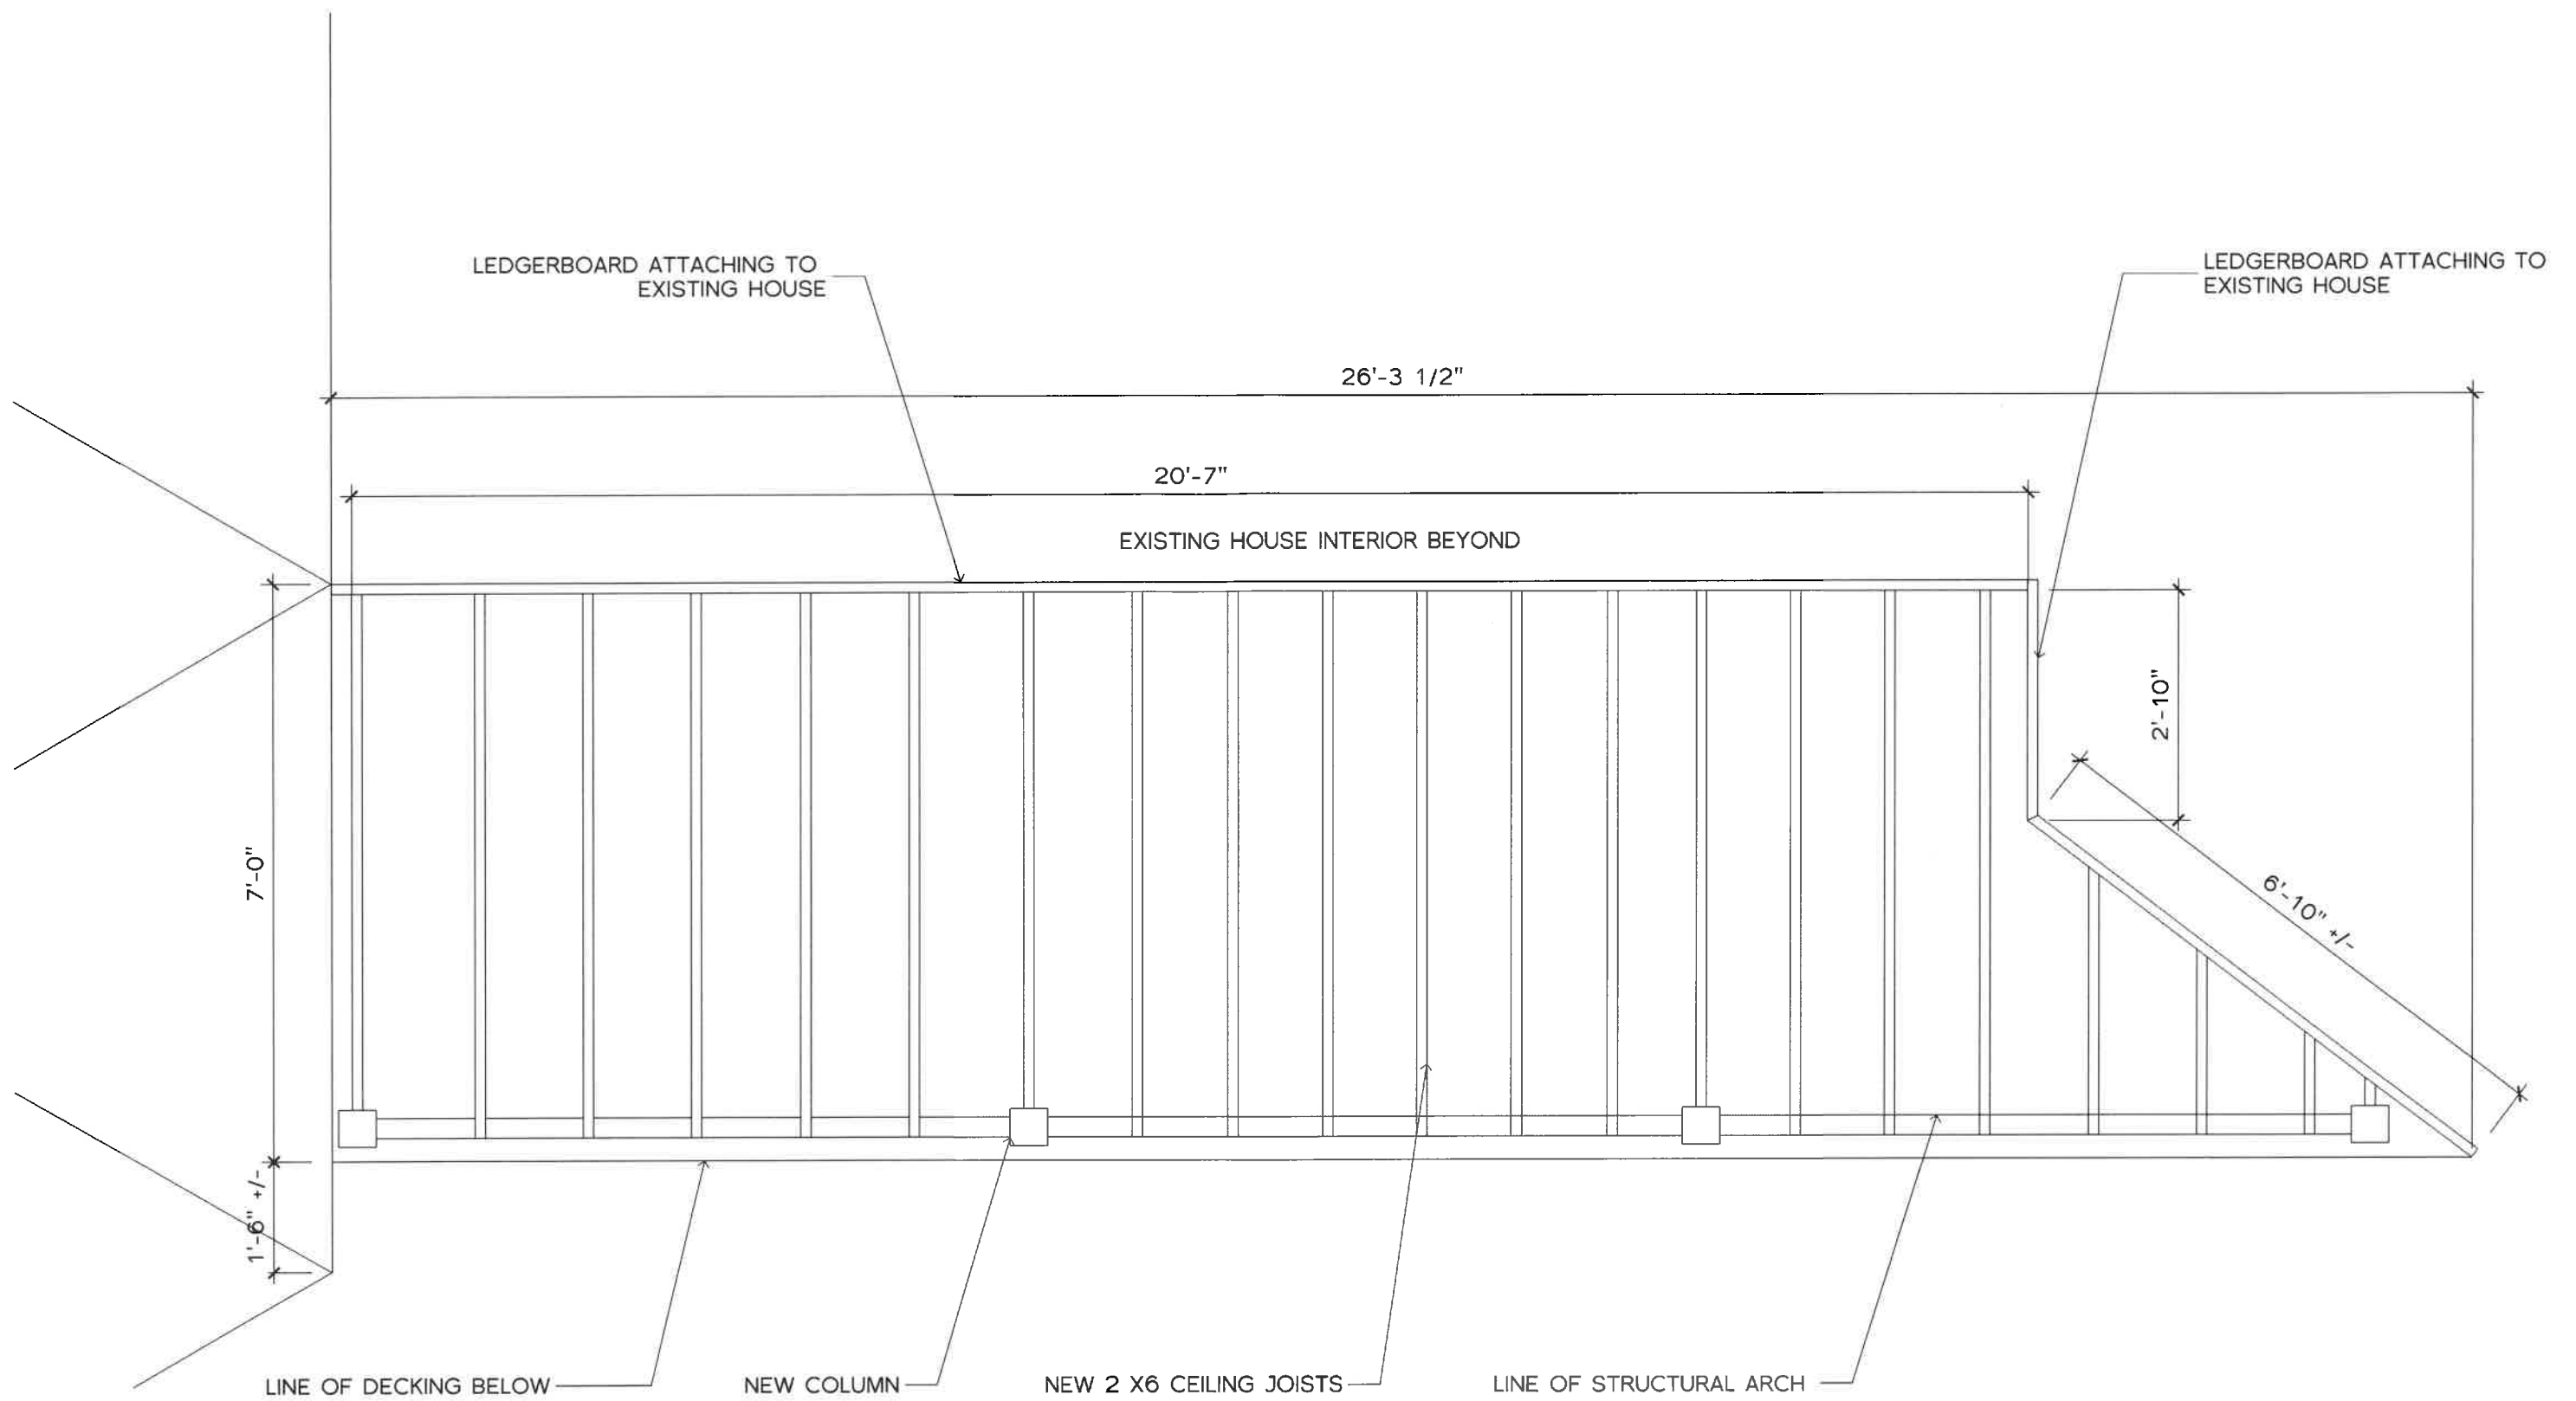 LEDGERBOARD ATTACHING TO
EXISTING HOUSE
LEDGERBOARD ATTACHING TO
EXISTING HOUSE
26'-3 1/2"
20'-7"
EXISTING HOUSE INTERIOR BEYOND
2'-10"
7'-0"
6'-10" +/-
1'-6" +/-
LINE OF DECKING BELOW
NEW COLUMN
NEW 2 X6 CEILING JOISTS
LINE OF STRUCTURAL ARCH